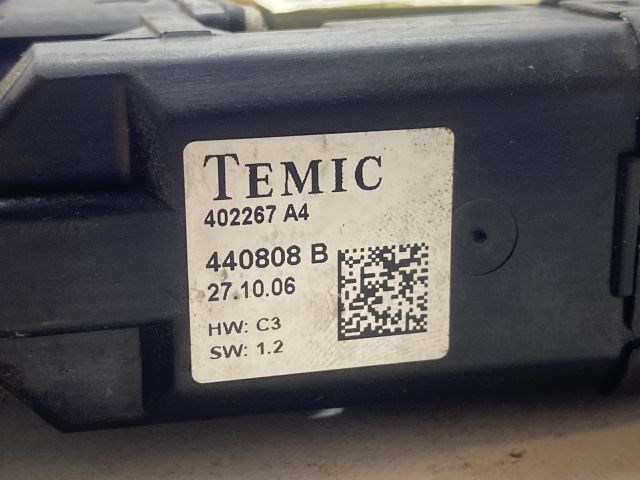 TEMIC
402267 A4
440808 B
27.10.06
HW: C3
SW: 1.2